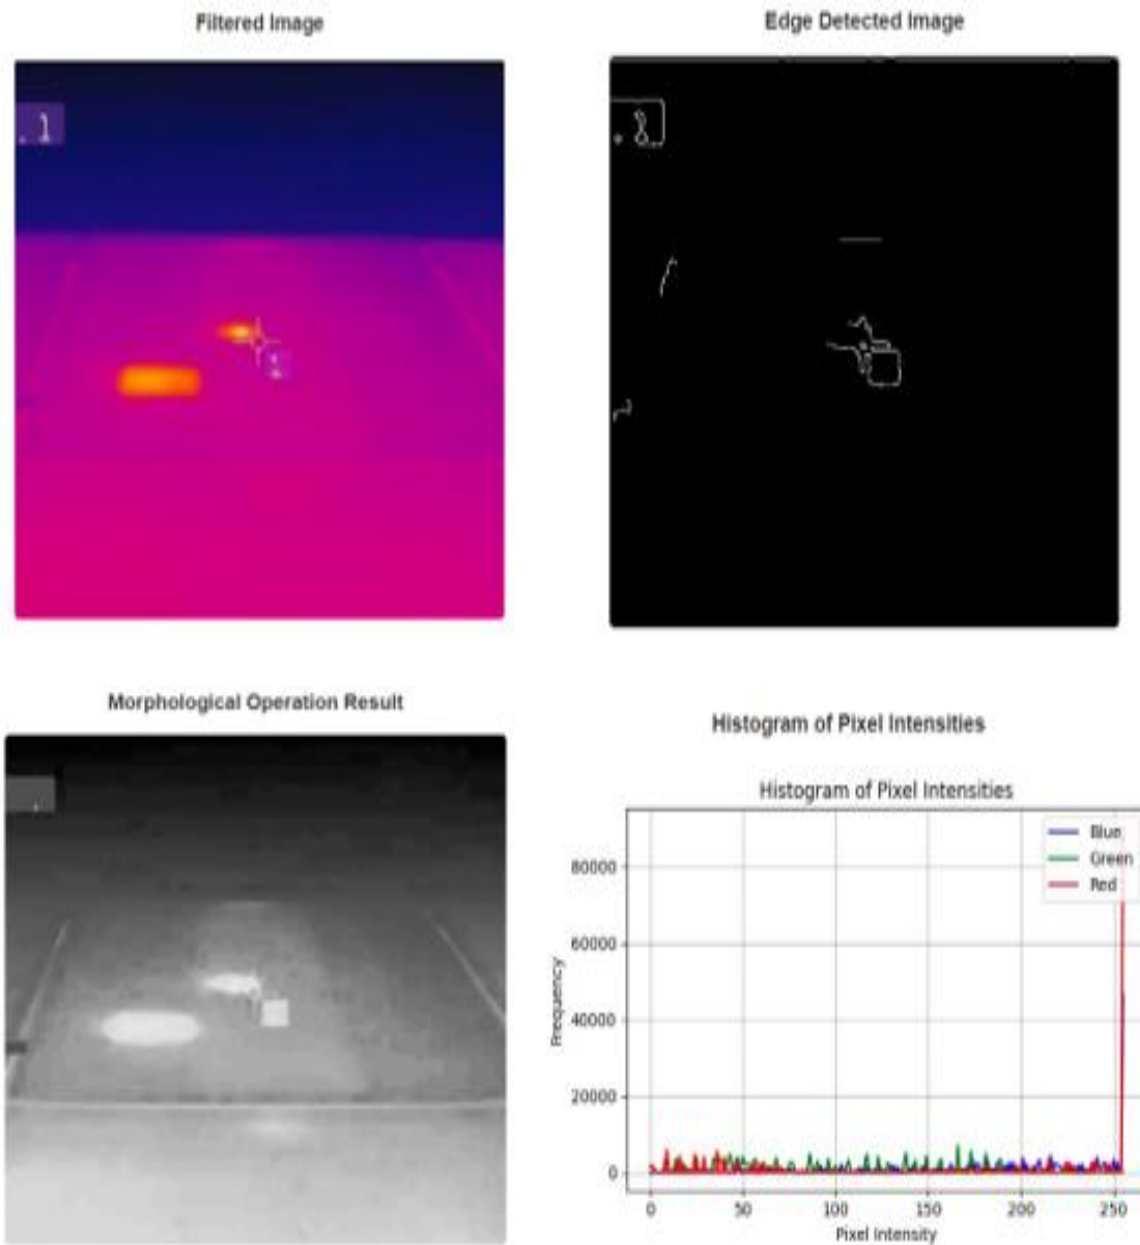 Filtered Image
Edge Detected Image
. 1
Morphological Operation Result
Histogram of Pixel Intensities
Histogram of Pixel Intensities
Blue
Green
Red
80000
60000
40000
20000
0
Frequency
0 50 100 150 200 250
Pixel Intensity